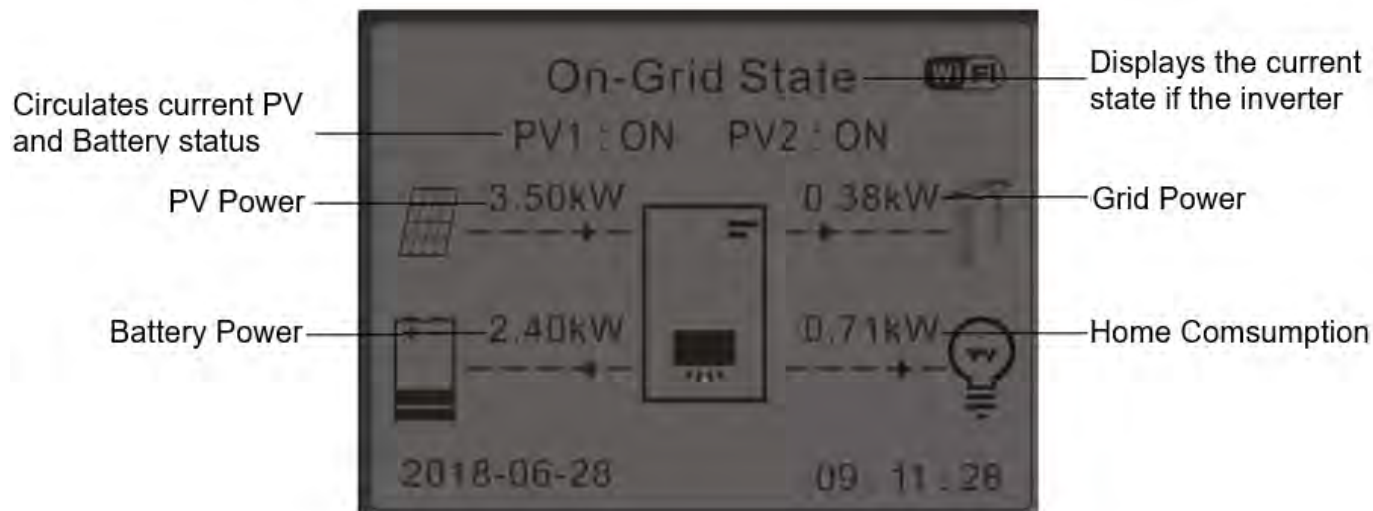 On-Grid State WiFi
Displays the current
state if the inverter
Circulates current PV
and Battery status
PV1 : ON PV2 : ON
PV Power
3.50kW
0.38kW
Grid Power
Battery Power
2.40kW
0.71kW
Home Comsumption
2018-06-28
09 : 11 : 28